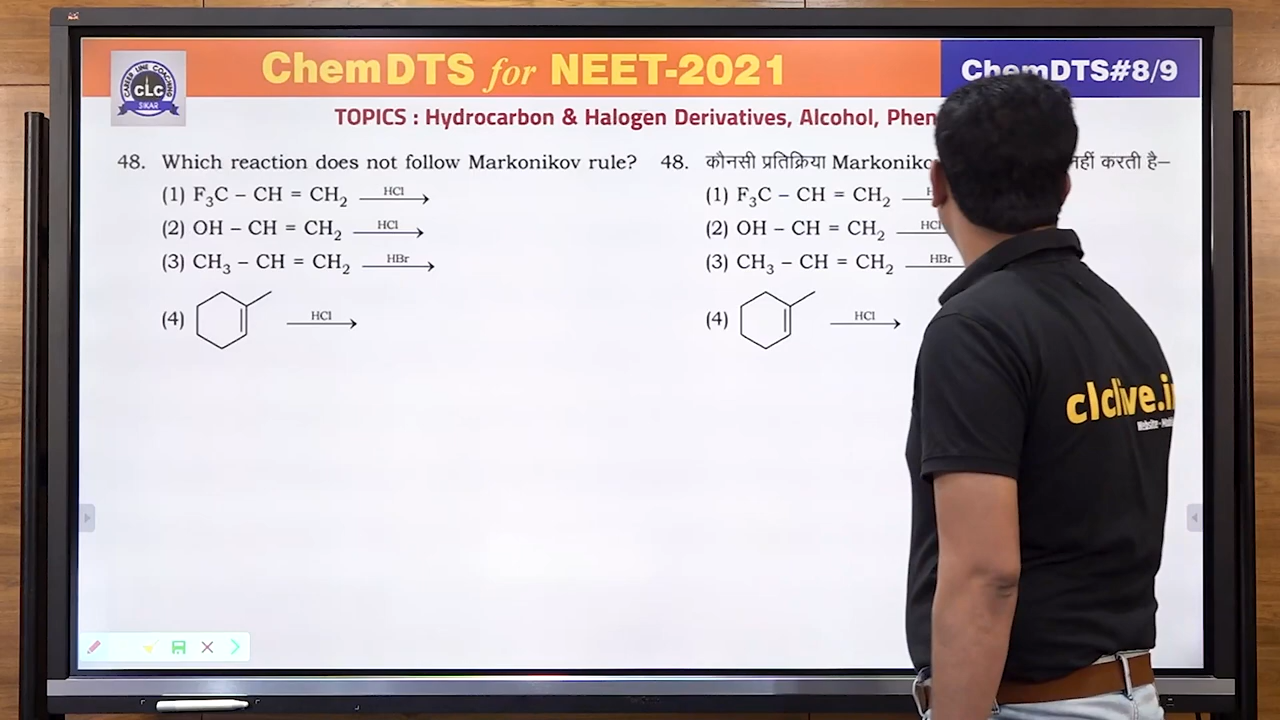 ChemDTS for NEET-2021
ChemDTS#8/9
CAREER LINE COACHING
CLC
SIKAR
TOPICS : Hydrocarbon & Halogen Derivatives, Alcohol,
48. Which reaction does not follow Markonikov rule?
(1) F₃C – CH = CH₂ HCl
(2) OH – CH = CH₂ HCl
(3) CH₃ – CH = CH₂ HBr
(4) HCl
48. कौनसी प्रतिक्रिया नहीं करती है–
(1) F₃C – CH = CH₂
(2) OH – CH = CH₂ HCl
(3) CH₃ – CH = CH₂ HBr
(4) HCl
clclive.i